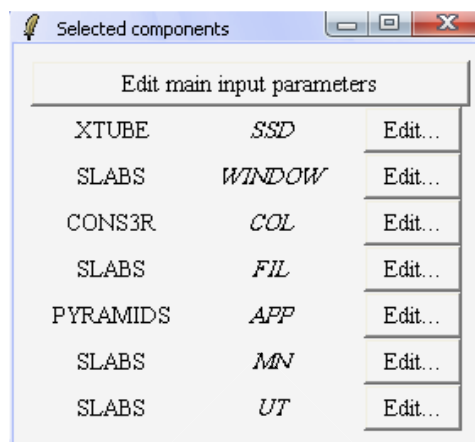 Selected components
Edit main input parameters
XTUBE SSD Edit...
SLABS WINDOW Edit...
CONS3R COL Edit...
SLABS FIL Edit...
PYRAMIDS APP Edit...
SLABS MN Edit...
SLABS UT Edit...